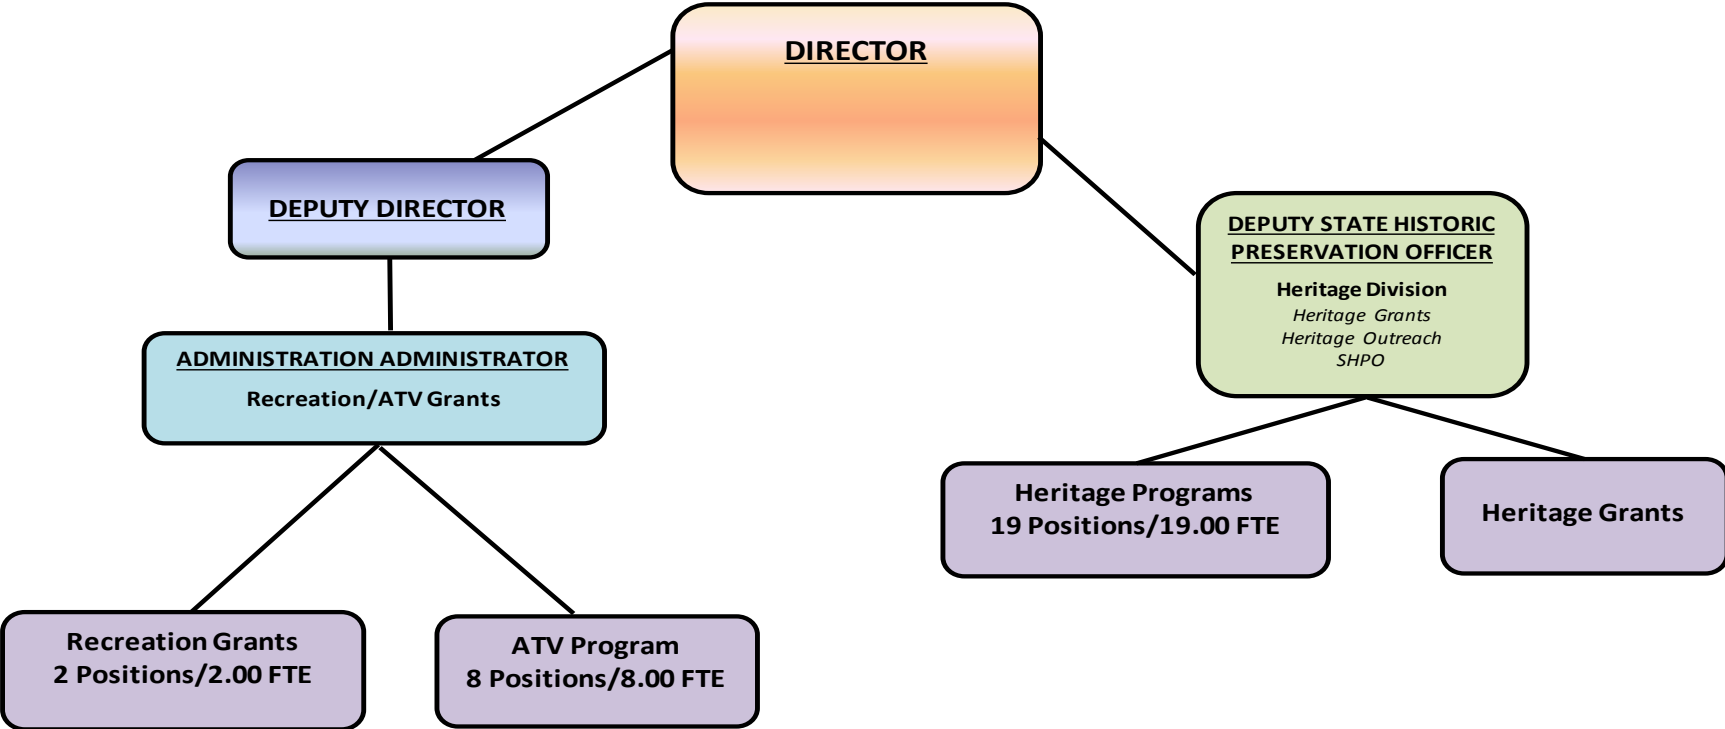 DIRECTOR
DEPUTY DIRECTOR
DEPUTY STATE HISTORIC
PRESERVATION OFFICER
Heritage Division
Heritage Grants
Heritage Outreach
SHPO
ADMINISTRATION ADMINISTRATOR
Recreation/ATV Grants
Heritage Programs
19 Positions/19.00 FTE
Heritage Grants
Recreation Grants
2 Positions/2.00 FTE
ATV Program
8 Positions/8.00 FTE